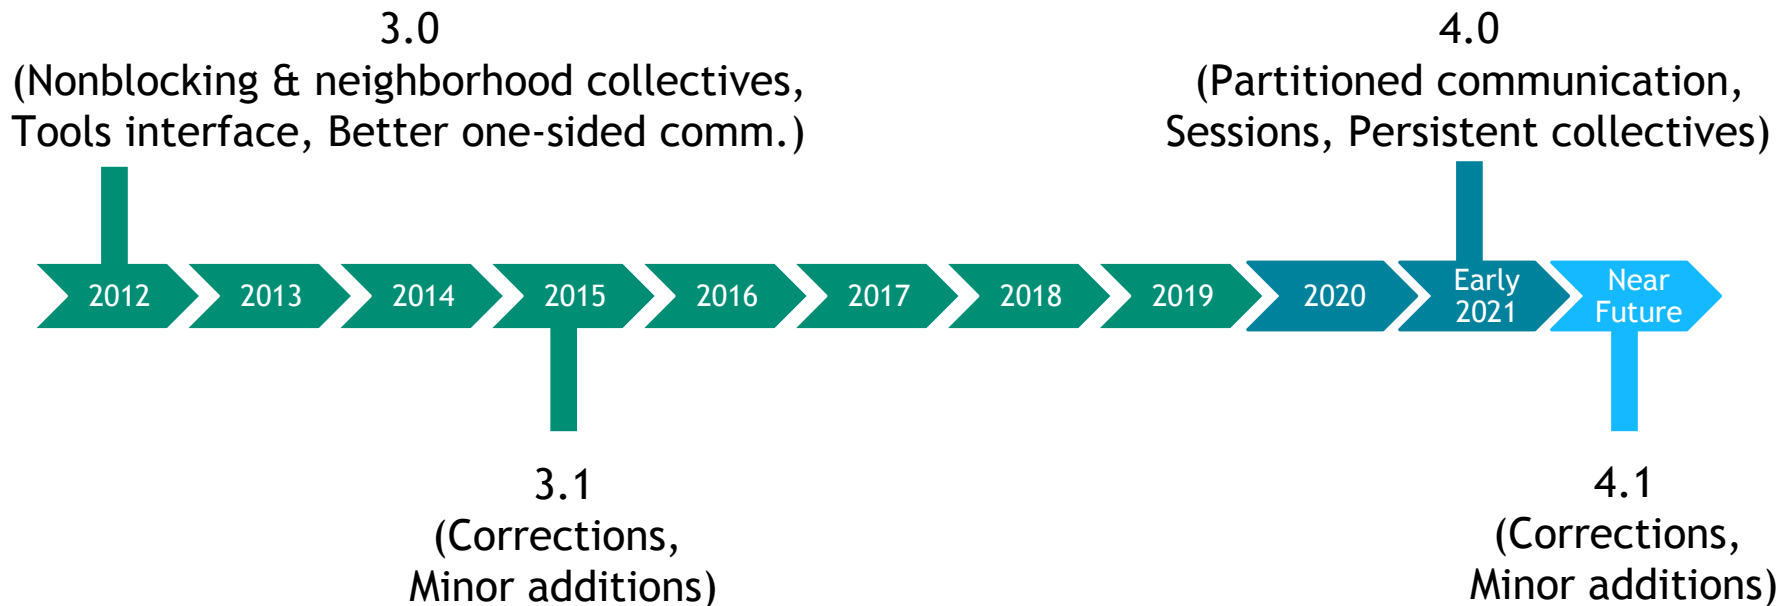 3.0
(Nonblocking & neighborhood collectives,
Tools interface, Better one-sided comm.)
4.0
(Partitioned communication,
Sessions, Persistent collectives)
2012
2013
2014
2015
2016
2017
2018
2019
2020
Early
2021
Near
Future
3.1
(Corrections,
Minor additions)
4.1
(Corrections,
Minor additions)